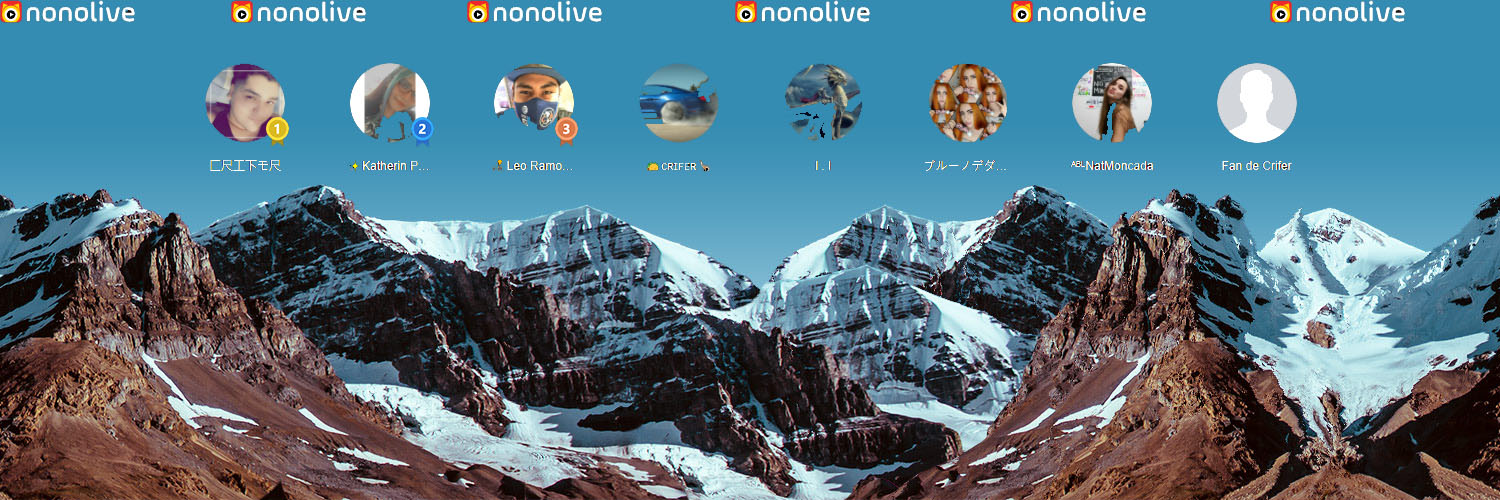 nonolive nonolive nonolive nonolive nonolive nonolive
1 2 3
匚尺工下モ尺 Katherin P... Leo Ramo... CRIFER I . I ブルーノデダ... ᴬᴮᴸNatMoncada Fan de Crifer